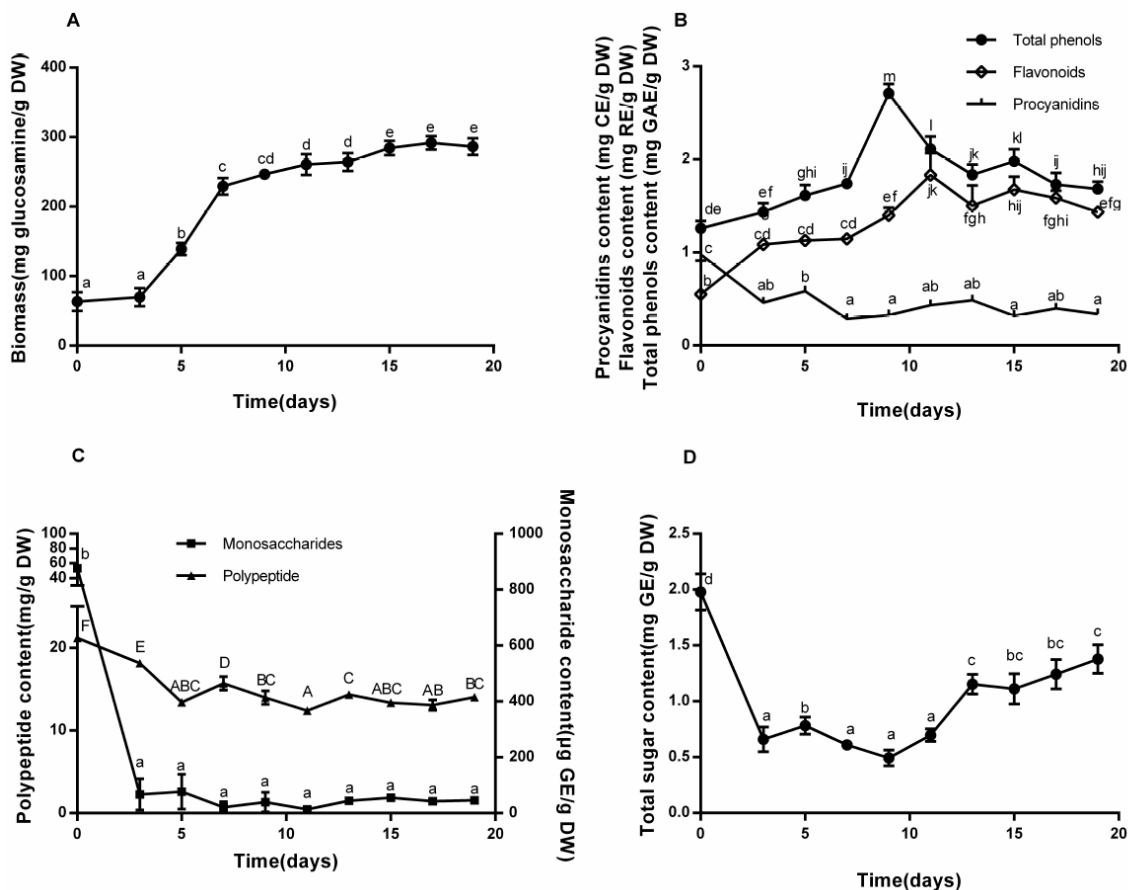 A
Biomass(mg glucosamine/g DW)
400
300
200
100
0
a
a
b
c
cd
d
d
e
e
e
0
5
10
15
20
Time(days)
B
Procyanidins content (mg CE/g DW)
Flavonoids content (mg RE/g DW)
Total phenols content (mg GAE/g DW)
Total phenols
Flavonoids
Procyanidins
3
2
1
0
de
ef
ghi
ij
m
l
jk
kl
ij
hij
b
c
cd
cd
cd
ef
jk
fgh
hij
fghi
efg
c
ab
b
a
a
ab
ab
a
ab
a
0
5
10
15
20
Time(days)
C
Polypeptide content(mg/g DW)
100
80
60
40
20
10
0
Monosaccharides
Polypeptide
b
F
E
ABC
D
BC
A
C
ABC
AB
BC
a
a
a
a
a
a
a
a
a
1000
800
600
400
200
0
Monosaccharide content(µg GE/g DW)
0
5
10
15
20
Time(days)
D
Total sugar content(mg GE/g DW)
2.5
2.0
1.5
1.0
0.5
0.0
d
a
b
a
a
a
c
bc
bc
c
0
5
10
15
20
Time(days)